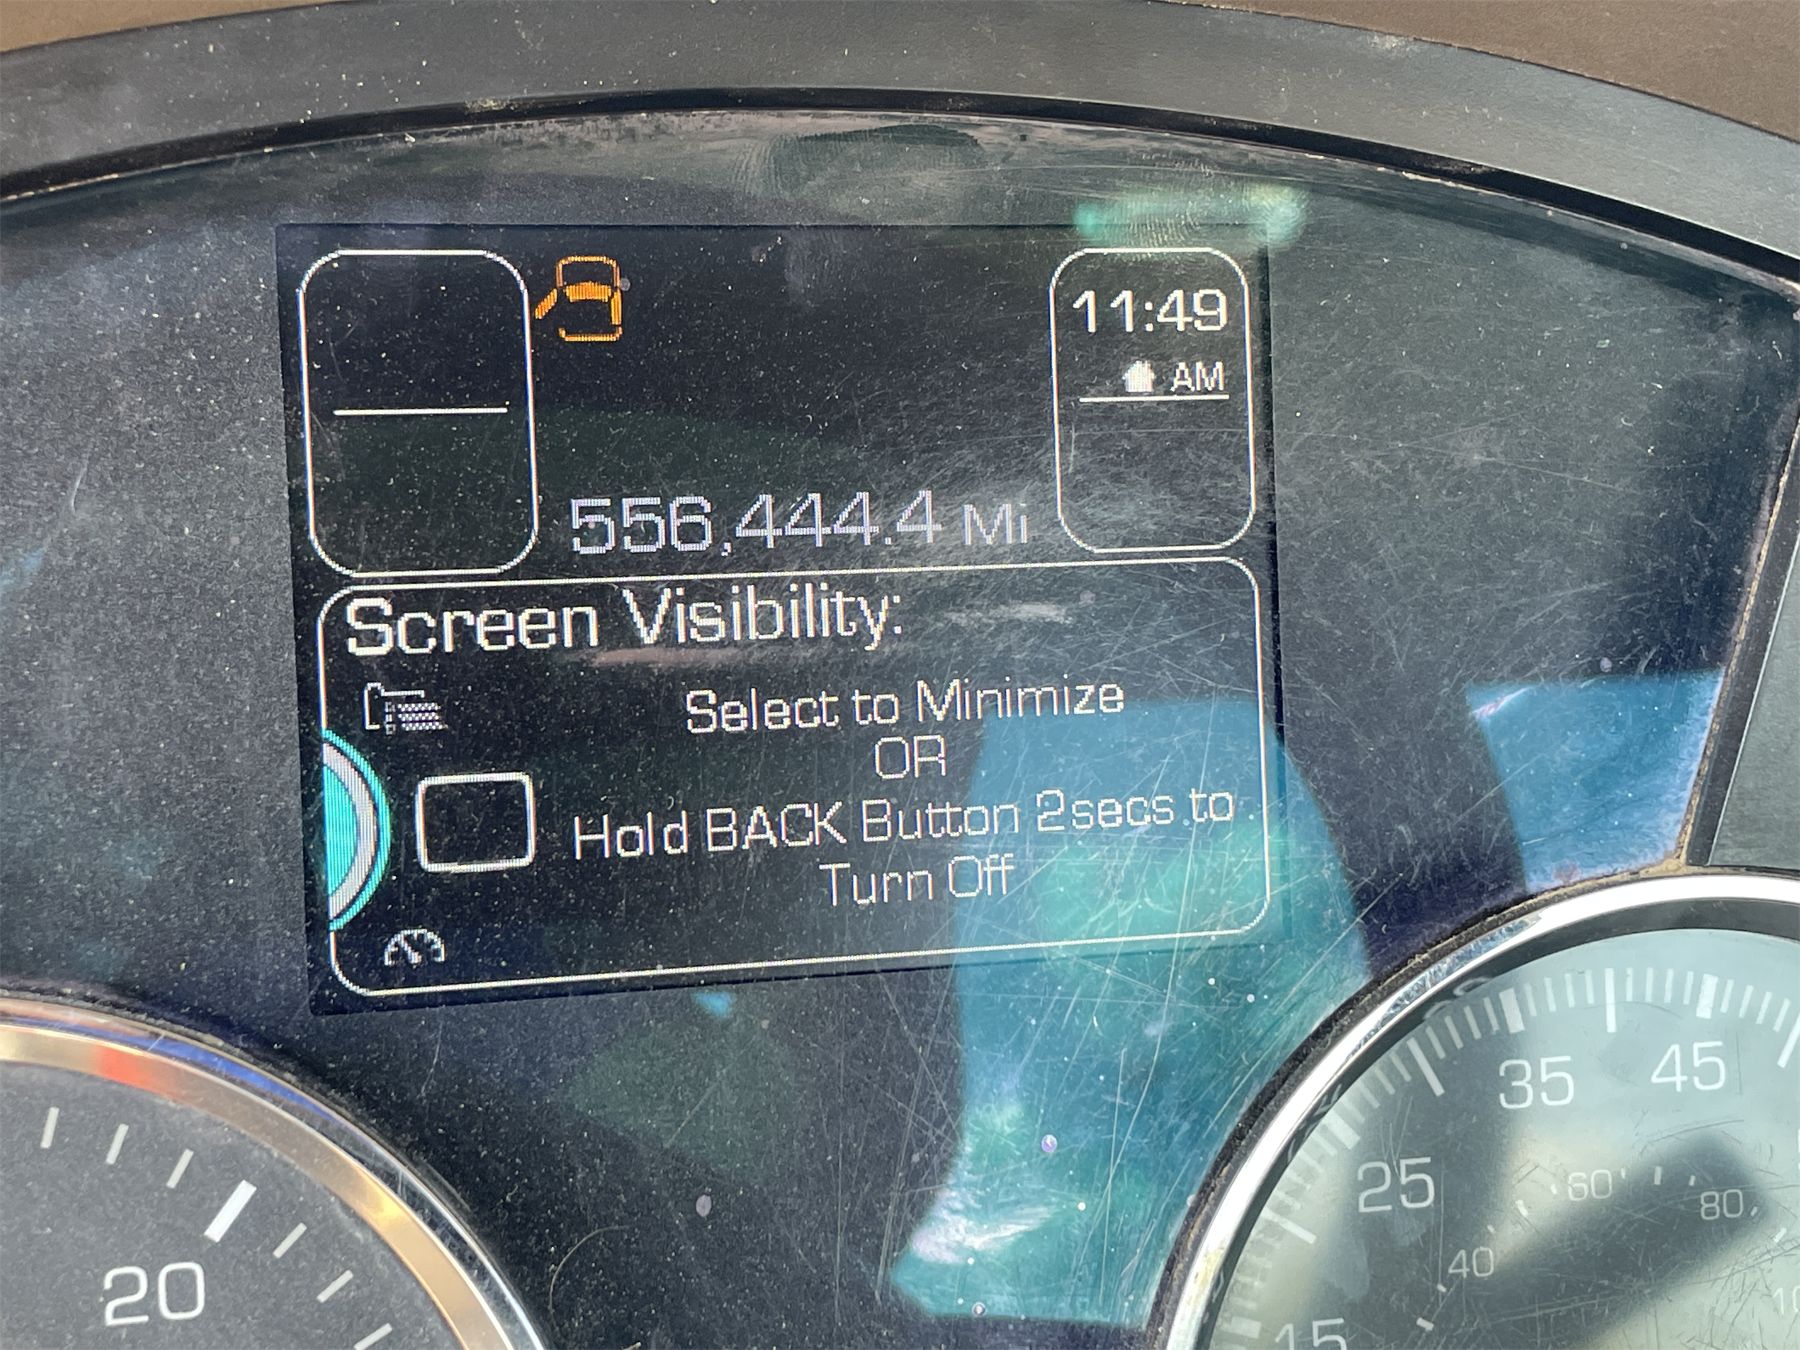 11:49
AM
556,444.4 Mi
Screen Visibility:
Select to Minimize
OR
Hold BACK Button 2secs to
Turn Off
20
35
45
25
60
80
40
15